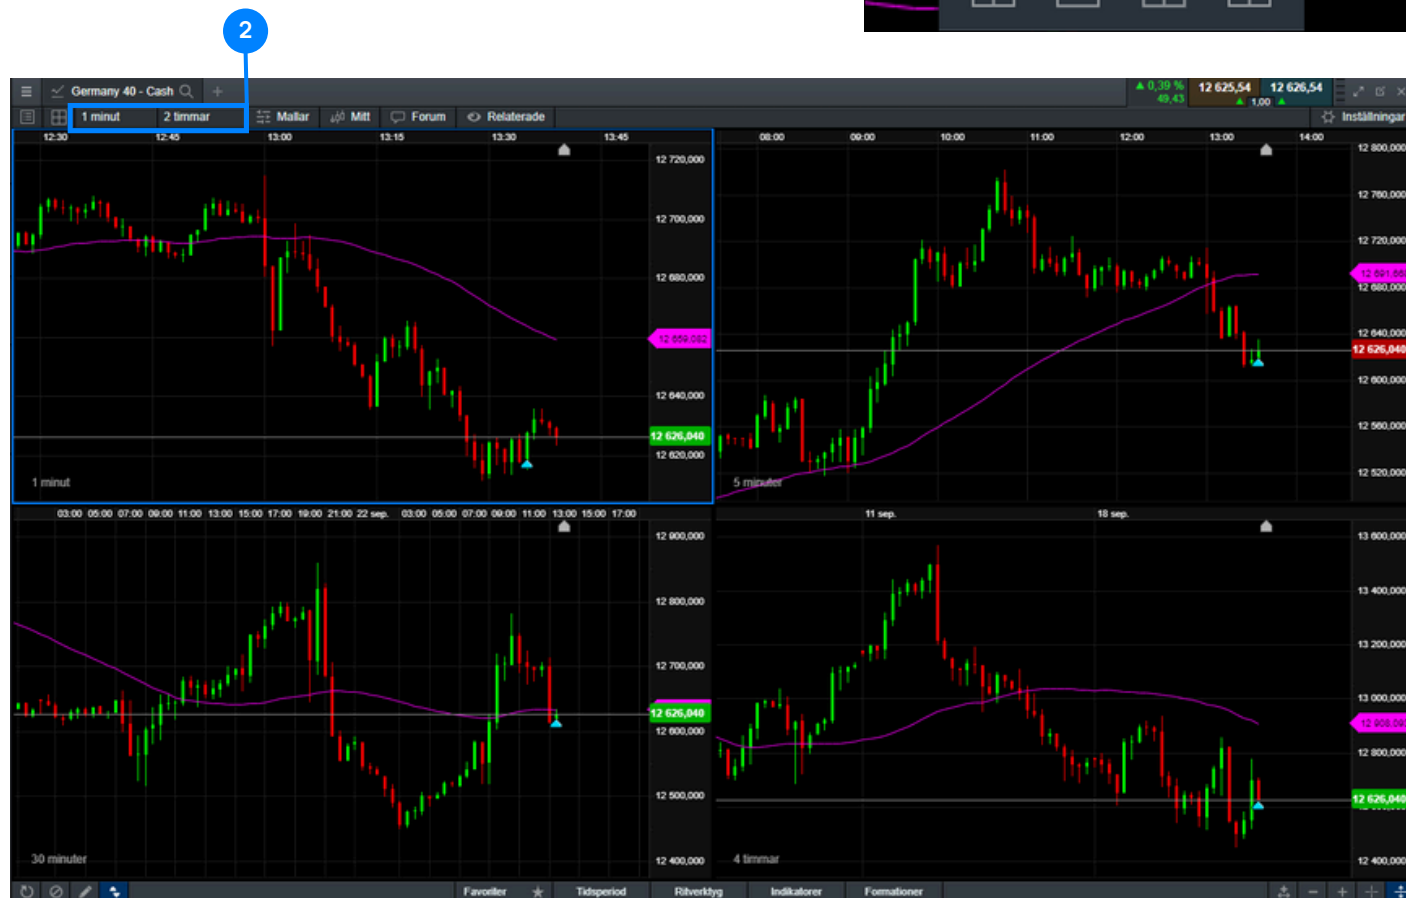 2
Germany 40 - Cash
0,39 %
49,43
12 625,54
12 626,54
1,00
1 minut
2 timmar
Mallar
Mitt
Forum
Relaterade
Inställningar
12:30 12:45 13:00 13:15 13:30 13:45
12 720,000
12 700,000
12 680,000
12 659,082
12 640,000
12 626,040
12 620,000
1 minut
08:00 09:00 10:00 11:00 12:00 13:00 14:00
12 800,000
12 760,000
12 720,000
12 680,000
12 640,000
12 626,040
12 600,000
12 560,000
12 520,000
5 minuter
03:00 05:00 07:00 09:00 11:00 13:00 15:00 17:00 19:00 21:00 22 sep. 03:00 05:00 07:00 09:00 11:00 13:00 15:00 17:00
12 900,000
12 800,000
12 700,000
12 626,040
12 600,000
12 500,000
12 400,000
30 minuter
11 sep. 18 sep.
13 600,000
13 400,000
13 200,000
13 000,000
12 800,000
12 626,040
12 400,000
4 timmar
Favoriter
Tidsperiod
Ritverktyg
Indikatorer
Formationer